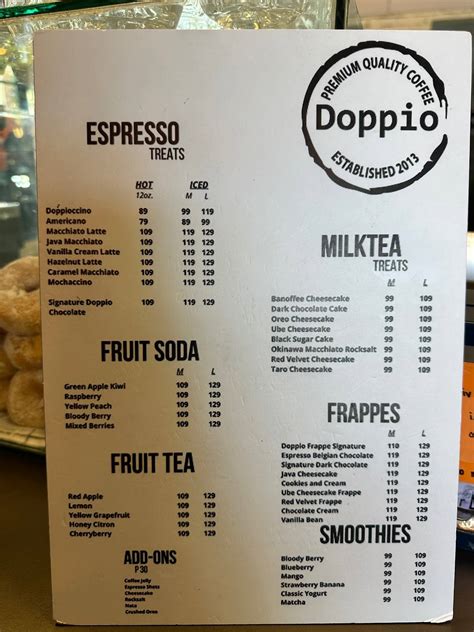 PREMIUM QUALITY COFFEE
Doppio
ESTABLISHED 2013
ESPRESSO
TREATS
HOT ICED
12oz. M L
Doppioccino 89 99 119
Americano 79 89 99
Macchiato Latte 109 119 129
Java Macchiato 109 119 129
Vanilla Cream Latte 109 119 129
Hazelnut Latte 109 119 129
Caramel Macchiato 109 119 129
Mochaccino 109 119 129
Signature Doppio 109 119 129
Chocolate
FRUIT SODA
M L
Green Apple Kiwi 109 129
Raspberry 109 129
Yellow Peach 109 129
Bloody Berry 109 129
Mixed Berries 109 129
FRUIT TEA
M L
Red Apple 109 129
Lemon 109 129
Yellow Grapefruit 109 129
Honey Citron 109 129
Cherryberry 109 129
ADD-ONS
P30
Coffee Jelly
Espresso Shots
Cheesecake
Rocksalt
Nata
Crushed Oreo
MILKTEA
TREATS
M L
Banoffee Cheesecake 99 109
Dark Chocolate Cake 99 109
Oreo Cheesecake 99 109
Ube Cheesecake 99 109
Black Sugar Cake 99 109
Okinawa Macchiato Rocksalt 99 109
Red Velvet Cheesecake 99 109
Taro Cheesecake 99 109
FRAPPES
M L
Doppio Frappe Signature 110 129
Espresso Belgian Chocolate 119 129
Signature Dark Chocolate 119 129
Java Cheesecake 119 129
Cookies and Cream 119 129
Ube Cheesecake Frappe 119 129
Red Velvet Frappe 119 129
Chocolate Cream 119 129
Vanilla Bean 119 129
SMOOTHIES
Bloody Berry 99 109
Blueberry 99 109
Mango 99 109
Strawberry Banana 99 109
Classic Yogurt 99 109
Matcha 99 109